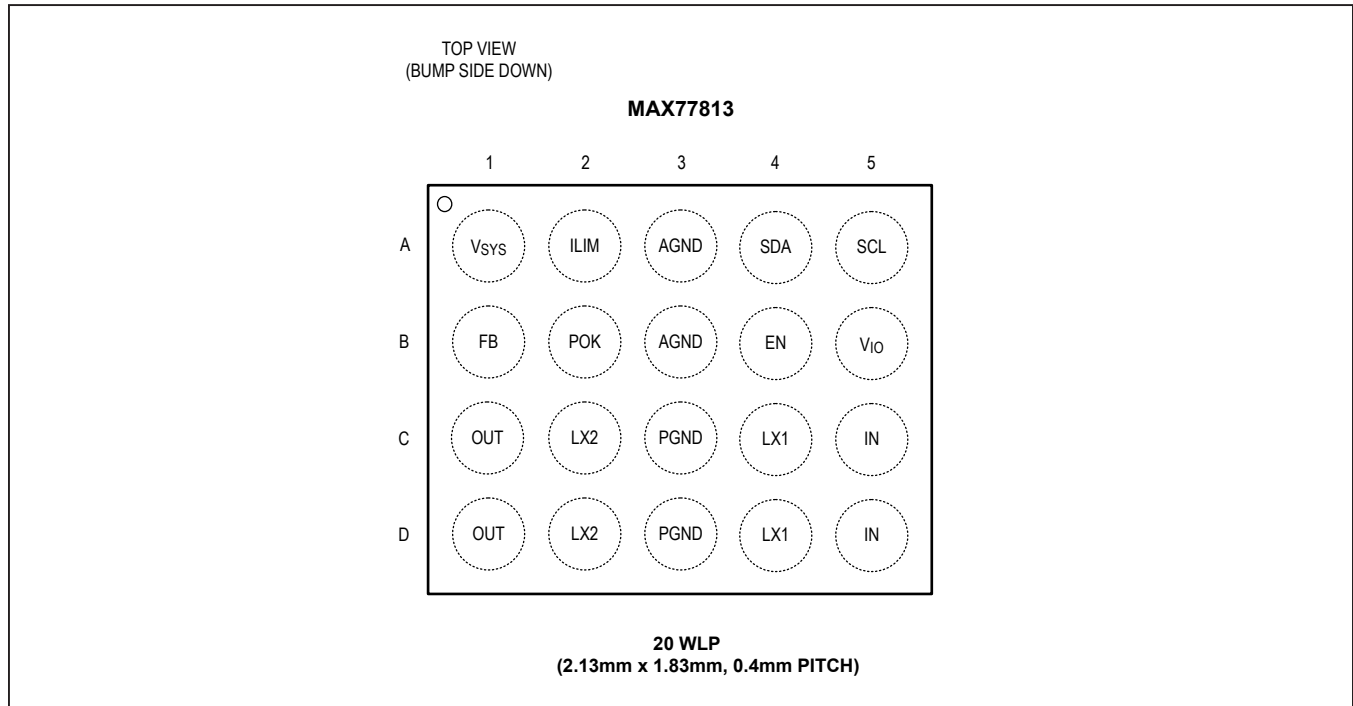 TOP VIEW
(BUMP SIDE DOWN)
MAX77813
1 2 3 4 5
A VSYS ILIM AGND SDA SCL
B FB POK AGND EN VIO
C OUT LX2 PGND LX1 IN
D OUT LX2 PGND LX1 IN
20 WLP
(2.13mm x 1.83mm, 0.4mm PITCH)